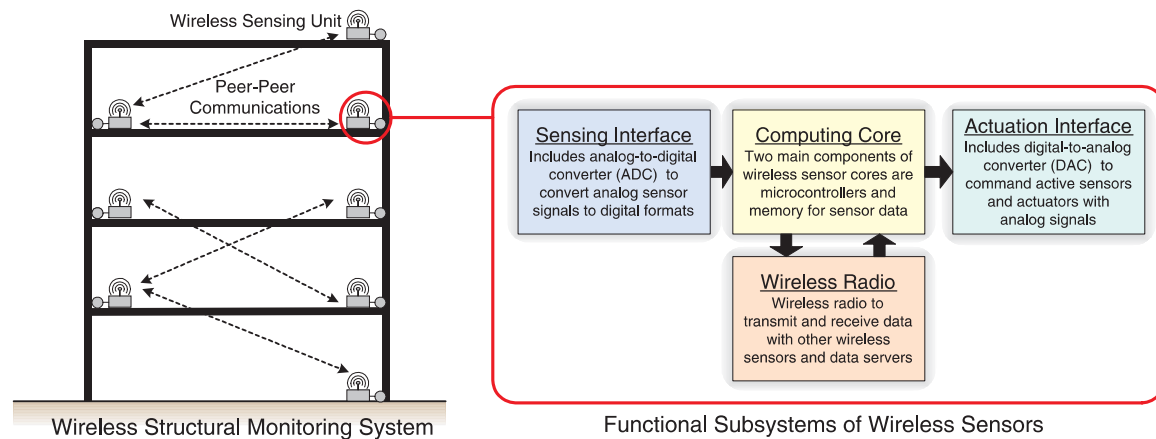 Wireless Sensing Unit
Peer-Peer
Communications
Wireless Structural Monitoring System
Sensing Interface
Includes analog-to-digital
converter (ADC) to
convert analog sensor
signals to digital formats
Computing Core
Two main components of
wireless sensor cores are
microcontrollers and
memory for sensor data
Actuation Interface
Includes digital-to-analog
converter (DAC) to
command active sensors
and actuators with
analog signals
Wireless Radio
Wireless radio to
transmit and receive data
with other wireless
sensors and data servers
Functional Subsystems of Wireless Sensors